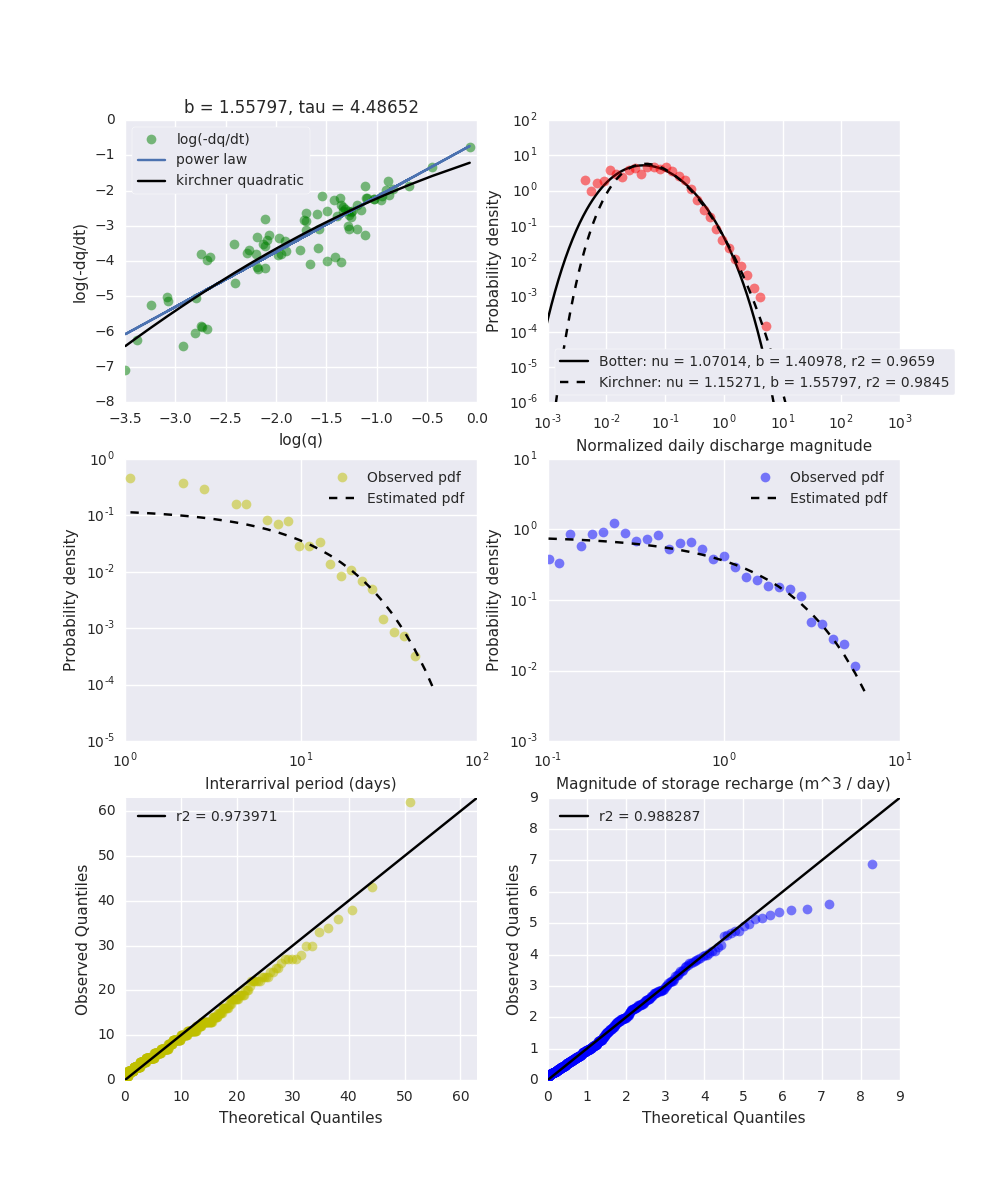 b = 1.55797, tau = 4.48652
log(-dq/dt)
power law
kirchner quadratic
0
−1
−2
−3
−4
−5
−6
−7
−8
log(-dq/dt)
−3.5 −3.0 −2.5 −2.0 −1.5 −1.0 −0.5 0.0
log(q)
10^2
10^1
10^0
10^-1
10^-2
10^-3
10^-4
10^-5
10^-6
Probability density
Botter: nu = 1.07014, b = 1.40978, r2 = 0.9659
Kirchner: nu = 1.15271, b = 1.55797, r2 = 0.9845
10^-3 10^-2 10^-1 10^0 10^1 10^2 10^3
Normalized daily discharge magnitude
Observed pdf
Estimated pdf
10^0
10^-1
10^-2
10^-3
10^-4
10^-5
Probability density
10^0 10^1 10^2
Interarrival period (days)
Observed pdf
Estimated pdf
10^1
10^0
10^-1
10^-2
10^-3
Probability density
10^-1 10^0 10^1
Magnitude of storage recharge (m^3 / day)
r2 = 0.973971
60
50
40
30
20
10
0
Observed Quantiles
0 10 20 30 40 50 60
Theoretical Quantiles
r2 = 0.988287
9
8
7
6
5
4
3
2
1
0
Observed Quantiles
0 1 2 3 4 5 6 7 8 9
Theoretical Quantiles